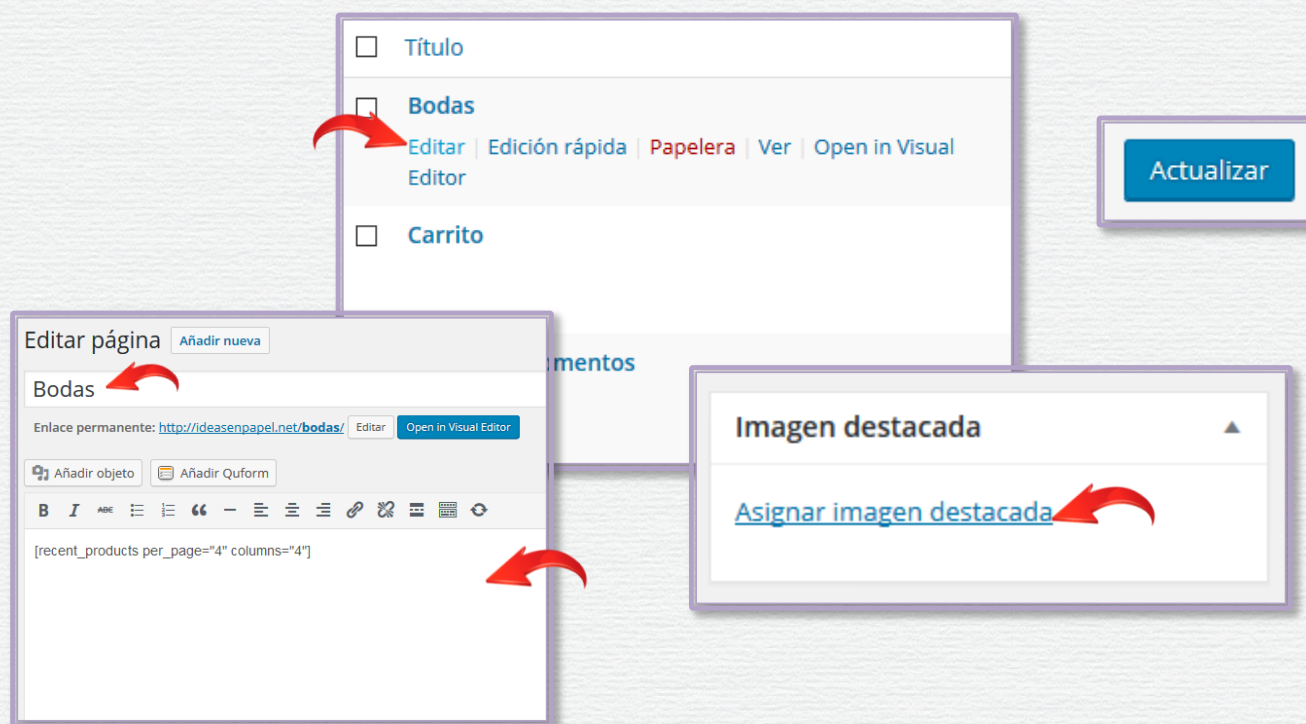 Título
Bodas
Editar | Edición rápida | Papelera | Ver | Open in Visual
Editor
Carrito
mentos
Actualizar
Editar página Añadir nueva
Bodas
Enlace permanente: http://ideasenpapel.net/bodas/ Editar Open in Visual Editor
Añadir objeto Añadir Quform
B I ABC
[recent_products per_page="4" columns="4"]
Imagen destacada
Asignar imagen destacada